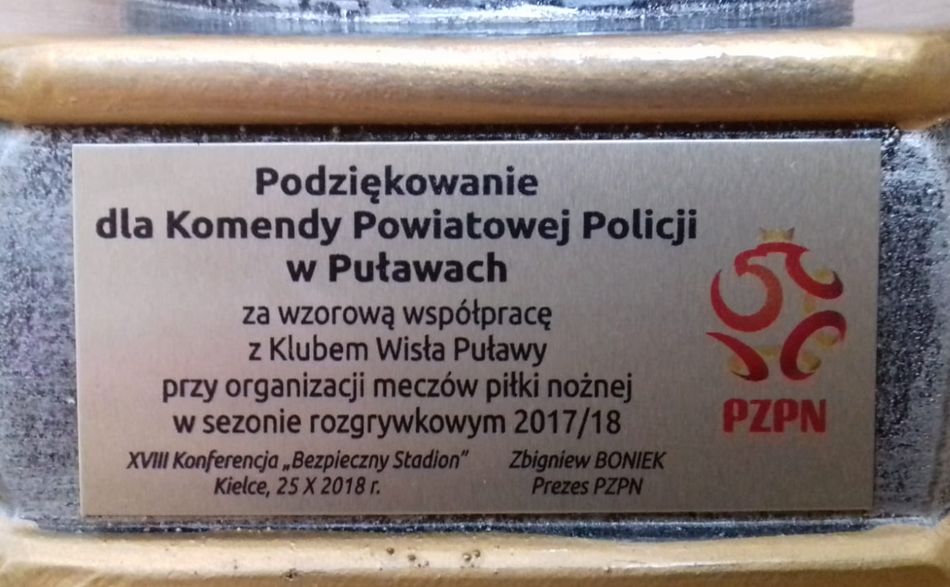 Podziękowanie
dla Komendy Powiatowej Policji
w Puławach
za wzorową współpracę
z Klubem Wisła Puławy
przy organizacji meczów piłki nożnej
w sezonie rozgrywkowym 2017/18
XVIII Konferencja „Bezpieczny Stadion”
Kielce, 25 X 2018 r.
Zbigniew BONIEK
Prezes PZPN
PZPN